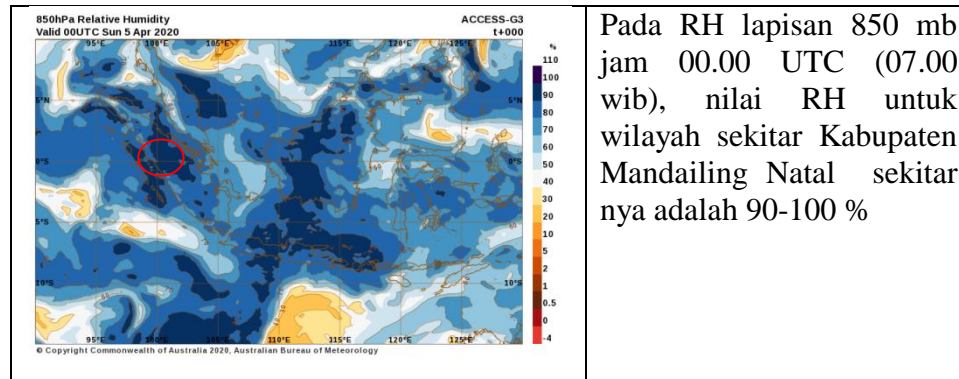 850hPa Relative Humidity
ACCESS-G3
Valid 00UTC Sun 5 Apr 2020
t+000
95°E 100°E 105°E 110°E 115°E 120°E 125°E
5°N
0°S
5°S
10°S
95°E 100°E 105°E 110°E 115°E 120°E 125°E
%
110
100
90
80
70
60
50
40
30
20
10
5
2
1
0.5
0
-4
© Copyright Commonwealth of Australia 2020, Australian Bureau of Meteorology
Pada RH lapisan 850 mb
jam 00.00 UTC (07.00
wib), nilai RH untuk
wilayah sekitar Kabupaten
Mandailing Natal sekitar
nya adalah 90-100 %